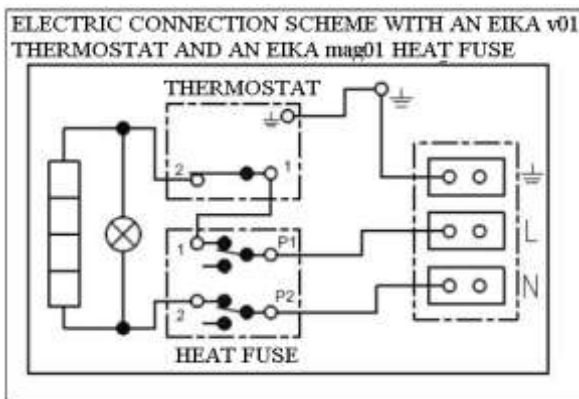 ELECTRIC CONNECTION SCHEME WITH AN EIKA v01
THERMOSTAT AND AN EIKA mag01 HEAT FUSE
THERMOSTAT
2 1
1 P1 L
2 P2 N
HEAT FUSE